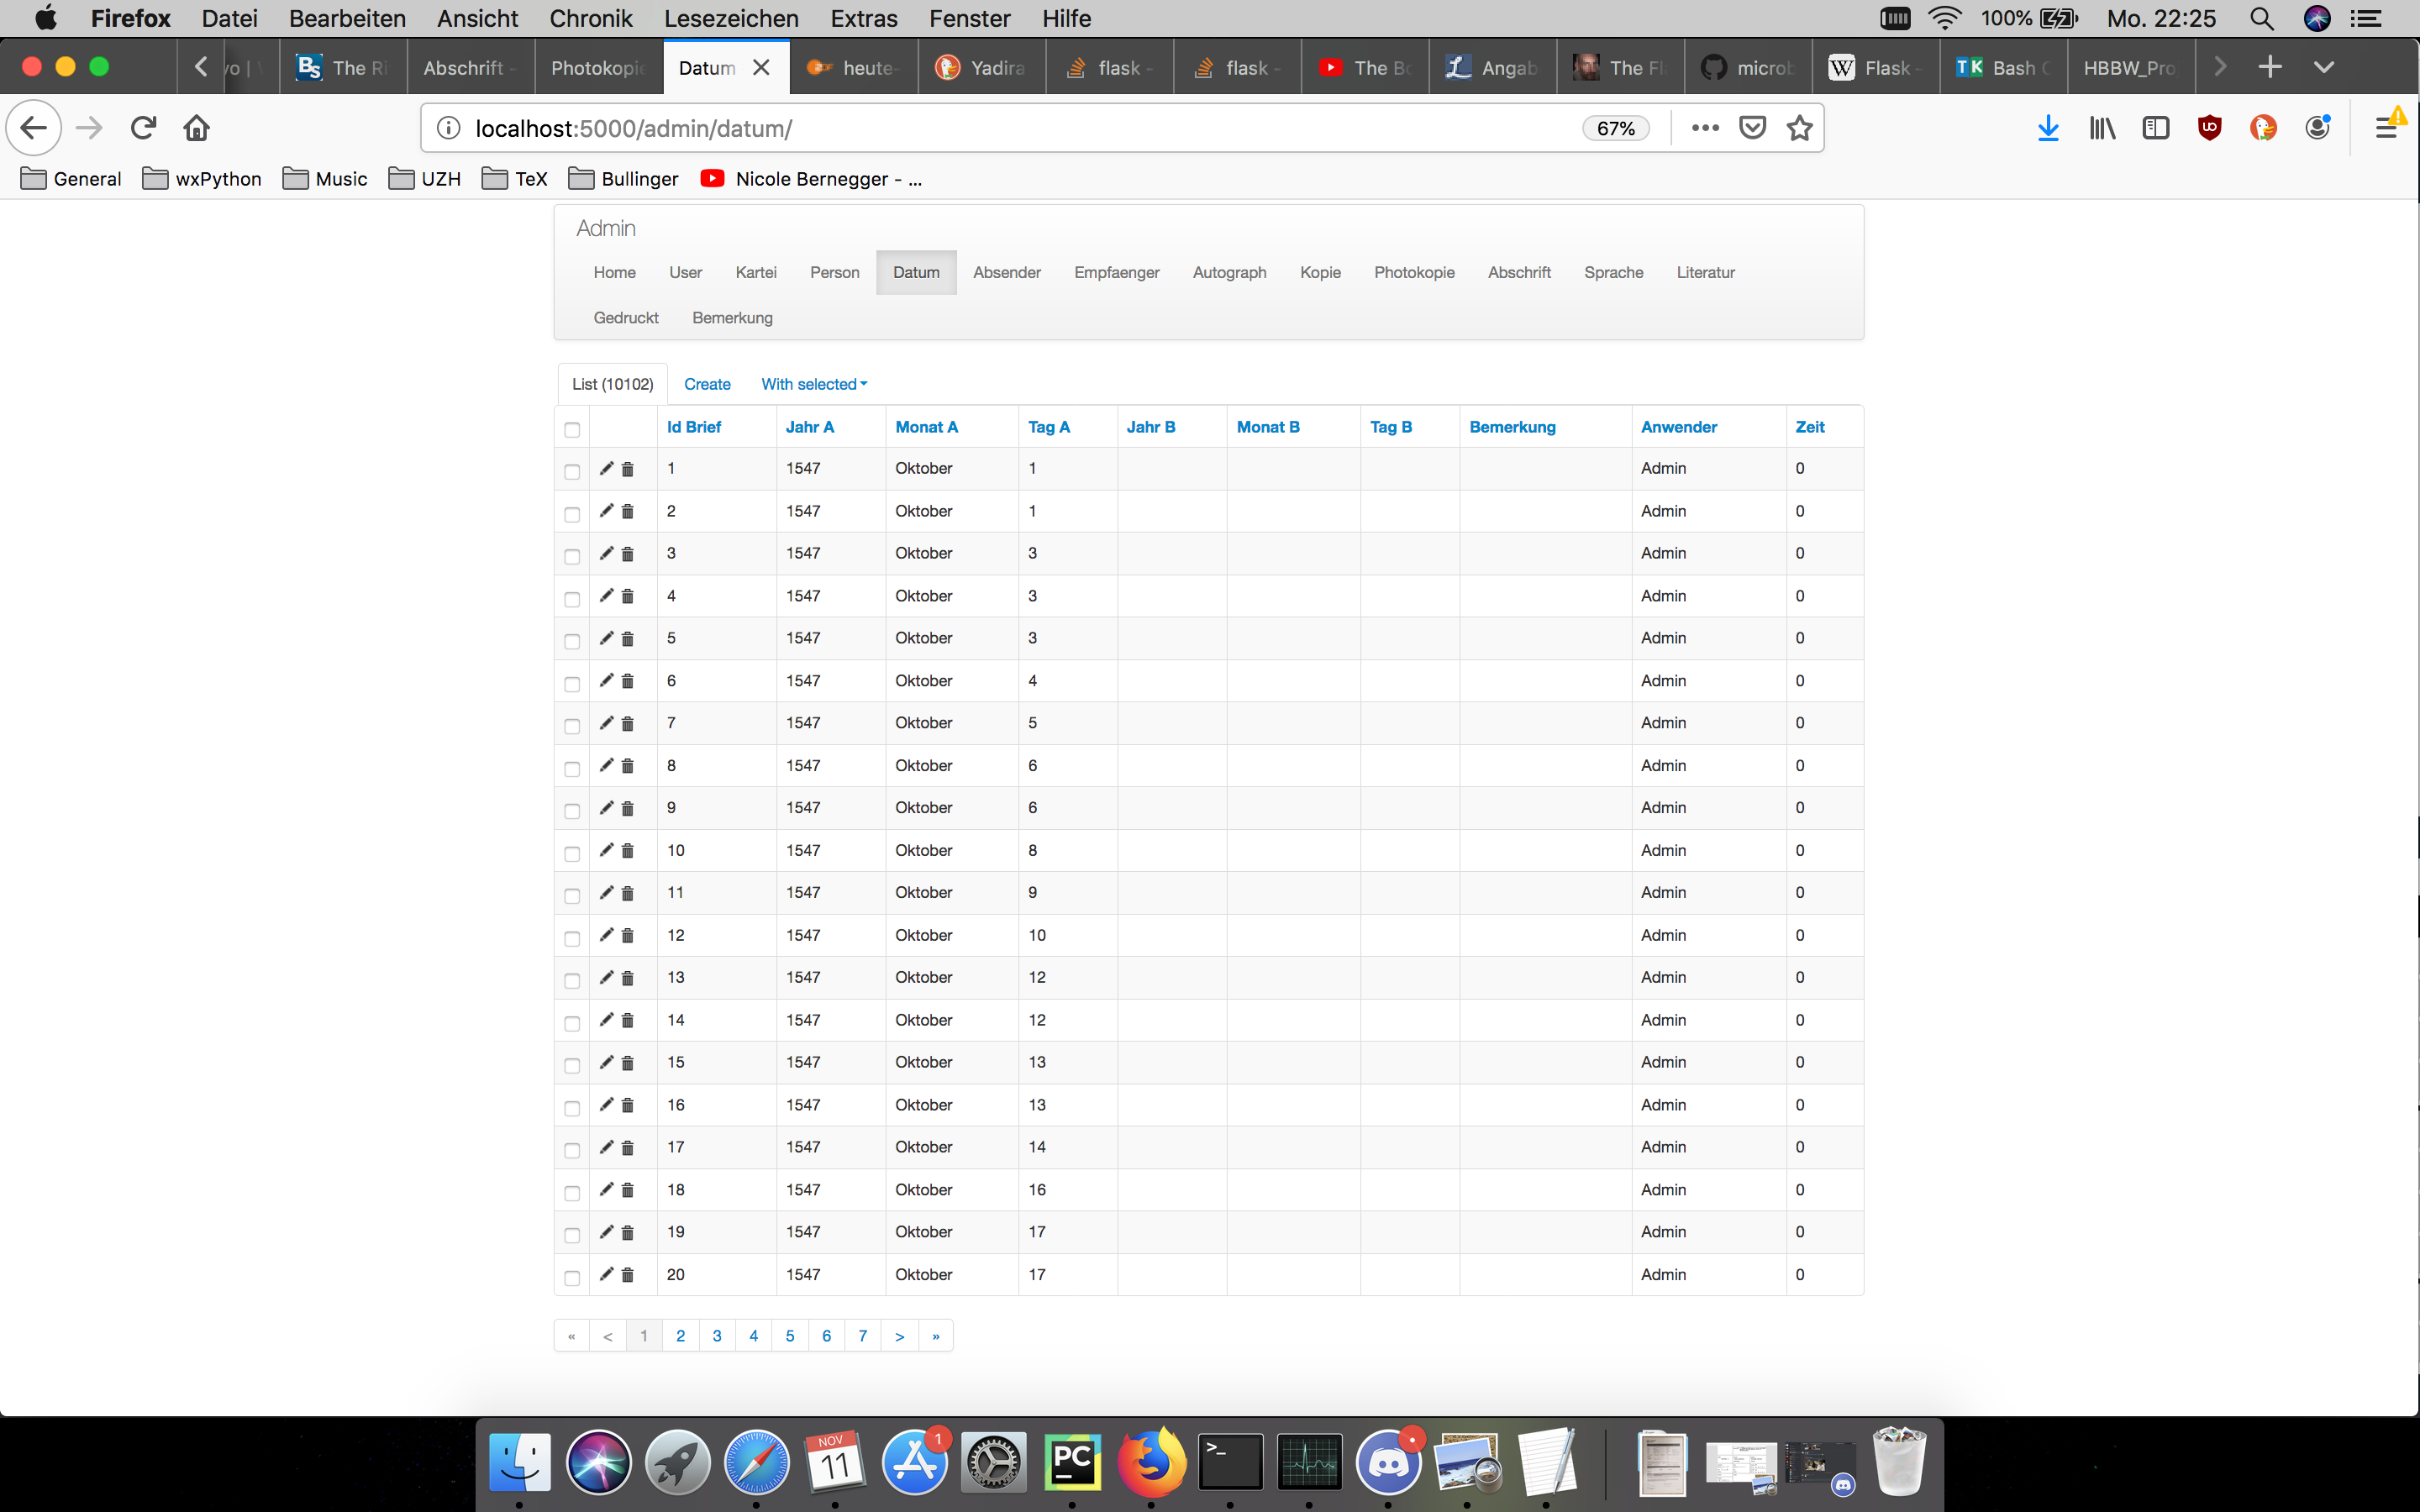 Firefox Datei Bearbeiten Ansicht Chronik Lesezeichen Extras Fenster Hilfe 100% Mo. 22:25
The Ri Abschrift - Photokopie Datum heute- Yadira flask - flask - The Bo Angab The Fl microb Flask - Bash C HBBW_Pro
localhost:5000/admin/datum/ 67%
General wxPython Music UZH TeX Bullinger Nicole Bernegger - ...
Admin
Home User Kartei Person Datum Absender Empfaenger Autograph Kopie Photokopie Abschrift Sprache Literatur
Gedruckt Bemerkung
List (10102) Create With selected
Id Brief Jahr A Monat A Tag A Jahr B Monat B Tag B Bemerkung Anwender Zeit
1 1547 Oktober 1 Admin 0
2 1547 Oktober 1 Admin 0
3 1547 Oktober 3 Admin 0
4 1547 Oktober 3 Admin 0
5 1547 Oktober 3 Admin 0
6 1547 Oktober 4 Admin 0
7 1547 Oktober 5 Admin 0
8 1547 Oktober 6 Admin 0
9 1547 Oktober 6 Admin 0
10 1547 Oktober 8 Admin 0
11 1547 Oktober 9 Admin 0
12 1547 Oktober 10 Admin 0
13 1547 Oktober 12 Admin 0
14 1547 Oktober 12 Admin 0
15 1547 Oktober 13 Admin 0
16 1547 Oktober 13 Admin 0
17 1547 Oktober 14 Admin 0
18 1547 Oktober 16 Admin 0
19 1547 Oktober 17 Admin 0
20 1547 Oktober 17 Admin 0
« < 1 2 3 4 5 6 7 > »
NOV 1
11 PC >_